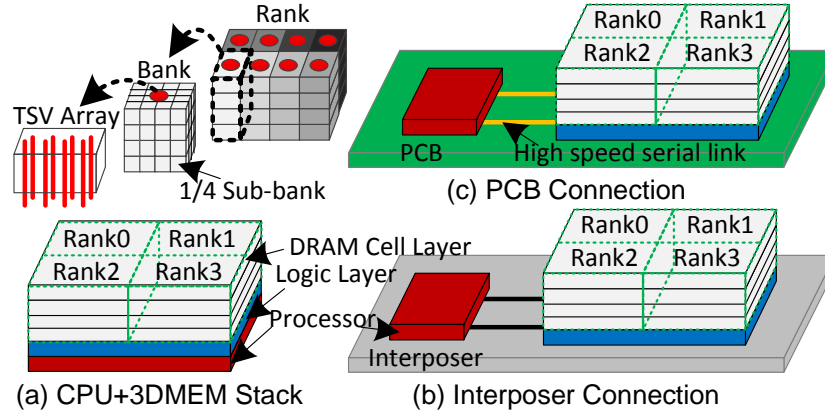 Rank
Bank
TSV Array
1/4 Sub-bank
Rank0 Rank1
Rank2 Rank3
PCB
High speed serial link
(c) PCB Connection
Rank0 Rank1
Rank2 Rank3
DRAM Cell Layer
Logic Layer
Processor
(a) CPU+3DMEM Stack
Rank0 Rank1
Rank2 Rank3
Interposer
(b) Interposer Connection